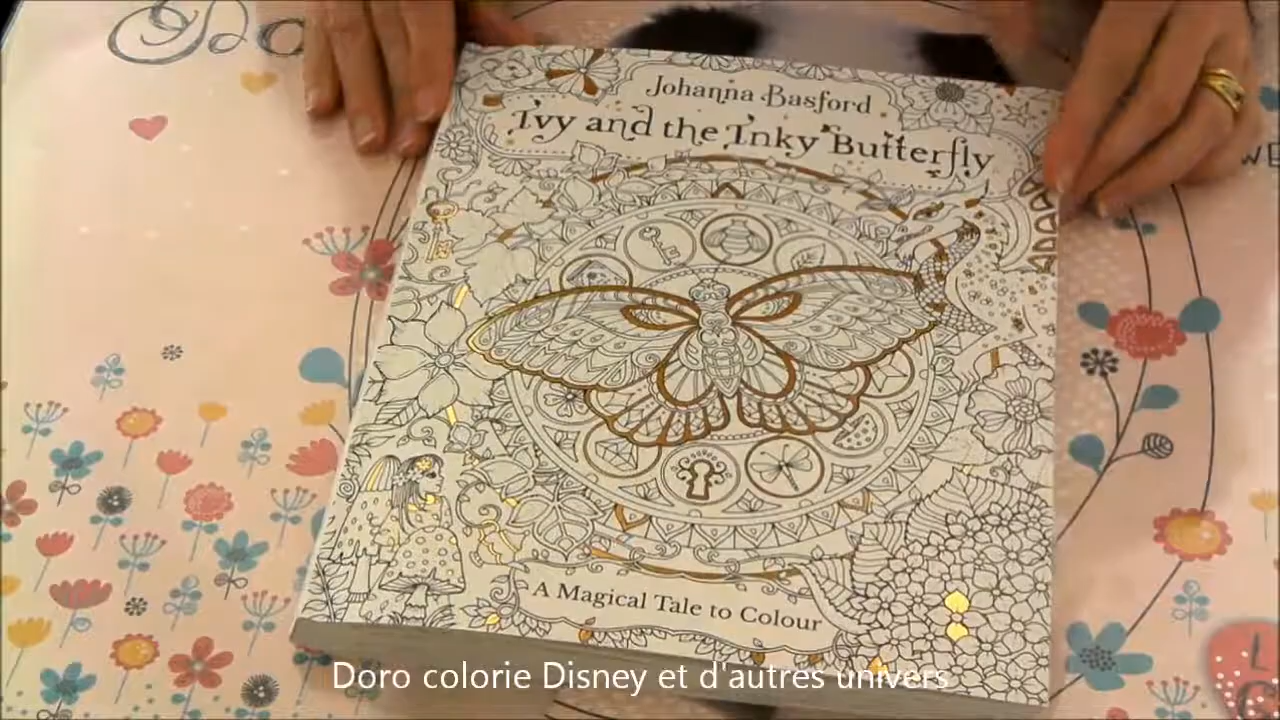 Johanna Basford
Ivy and the Inky Butterfly
A Magical Tale to Colour
Doro colorie Disney et d'autres univers